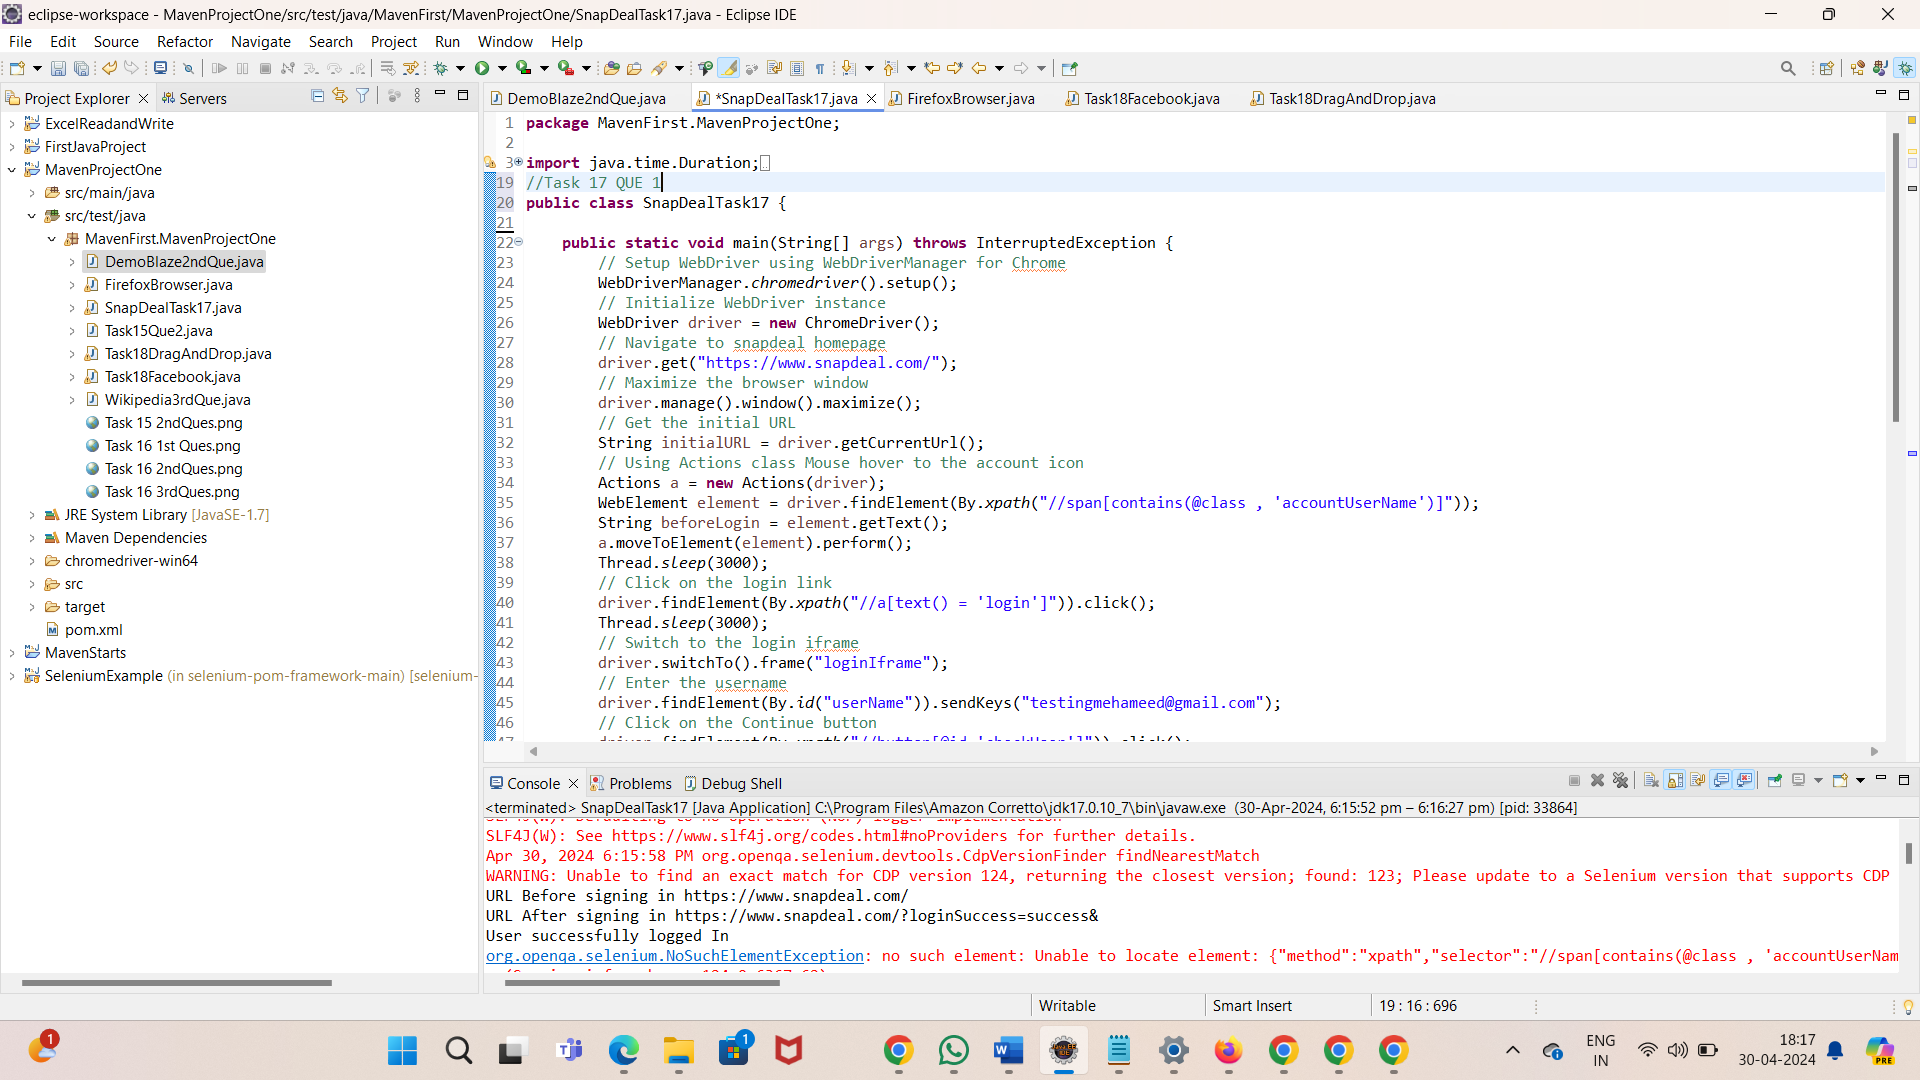 eclipse-workspace - MavenProjectOne/src/test/java/MavenFirst/MavenProjectOne/SnapDealTask17.java - Eclipse IDE
File Edit Source Refactor Navigate Search Project Run Window Help
Project Explorer Servers
ExcelReadandWrite
FirstJavaProject
MavenProjectOne
src/main/java
src/test/java
MavenFirst.MavenProjectOne
DemoBlaze2ndQue.java
FirefoxBrowser.java
SnapDealTask17.java
Task15Que2.java
Task18DragAndDrop.java
Task18Facebook.java
Wikipedia3rdQue.java
Task 15 2ndQues.png
Task 16 1st Ques.png
Task 16 2ndQues.png
Task 16 3rdQues.png
JRE System Library [JavaSE-1.7]
Maven Dependencies
chromedriver-win64
src
target
pom.xml
MavenStarts
SeleniumExample (in selenium-pom-framework-main) [selenium-
DemoBlaze2ndQue.java *SnapDealTask17.java FirefoxBrowser.java Task18Facebook.java Task18DragAndDrop.java
1 package MavenFirst.MavenProjectOne;
2
3 import java.time.Duration;
19 //Task 17 QUE 1
20 public class SnapDealTask17 {
21
22 public static void main(String[] args) throws InterruptedException {
23 // Setup WebDriver using WebDriverManager for Chrome
24 WebDriverManager.chromedriver().setup();
25 // Initialize WebDriver instance
26 WebDriver driver = new ChromeDriver();
27 // Navigate to snapdeal homepage
28 driver.get("https://www.snapdeal.com/");
29 // Maximize the browser window
30 driver.manage().window().maximize();
31 // Get the initial URL
32 String initialURL = driver.getCurrentUrl();
33 // Using Actions class Mouse hover to the account icon
34 Actions a = new Actions(driver);
35 WebElement element = driver.findElement(By.xpath("//span[contains(@class , 'accountUserName')]"));
36 String beforeLogin = element.getText();
37 a.moveToElement(element).perform();
38 Thread.sleep(3000);
39 // Click on the login link
40 driver.findElement(By.xpath("//a[text() = 'login']")).click();
41 Thread.sleep(3000);
42 // Switch to the login iframe
43 driver.switchTo().frame("loginIframe");
44 // Enter the username
45 driver.findElement(By.id("userName")).sendKeys("testingmehameed@gmail.com");
46 // Click on the Continue button
Console Problems Debug Shell
<terminated> SnapDealTask17 [Java Application] C:\Program Files\Amazon Corretto\jdk17.0.10_7\bin\javaw.exe (30-Apr-2024, 6:15:52 pm – 6:16:27 pm) [pid: 33864]
SLF4J(W): See https://www.slf4j.org/codes.html#noProviders for further details.
Apr 30, 2024 6:15:58 PM org.openqa.selenium.devtools.CdpVersionFinder findNearestMatch
WARNING: Unable to find an exact match for CDP version 124, returning the closest version; found: 123; Please update to a Selenium version that supports CDP
URL Before signing in https://www.snapdeal.com/
URL After signing in https://www.snapdeal.com/?loginSuccess=success&
User successfully logged In
org.openqa.selenium.NoSuchElementException: no such element: Unable to locate element: {"method":"xpath","selector":"//span[contains(@class , 'accountUserNam
Writable Smart Insert 19 : 16 : 696
1
1
ENG
IN
18:17
30-04-2024
PRE